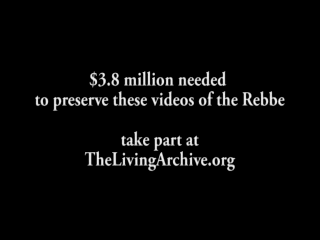 $3.8 million needed
to preserve these videos of the Rebbe
take part at
TheLivingArchive.org